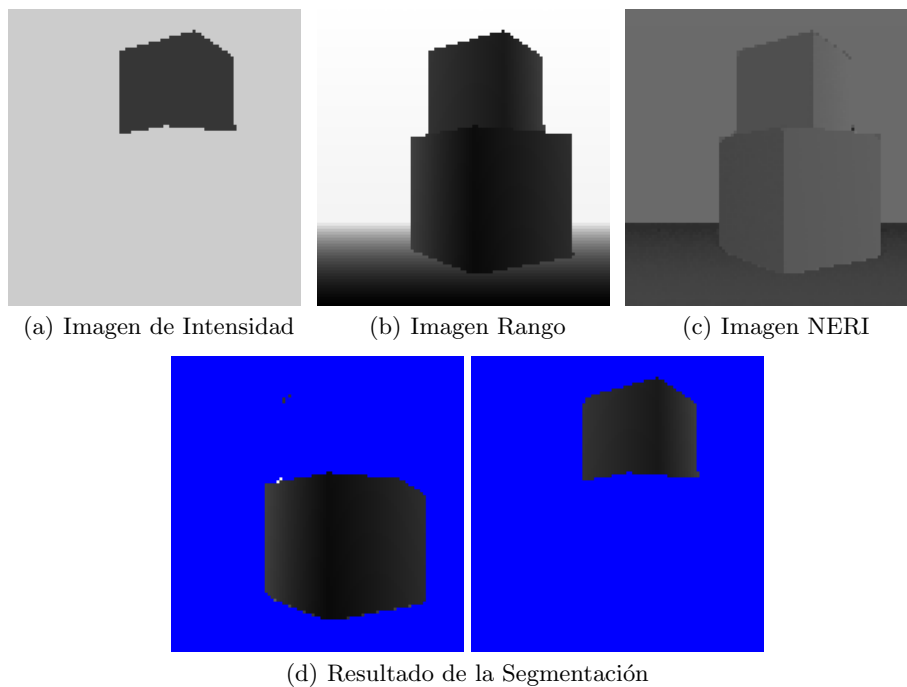 (a) Imagen de Intensidad
(b) Imagen Rango
(c) Imagen NERI
(d) Resultado de la Segmentación